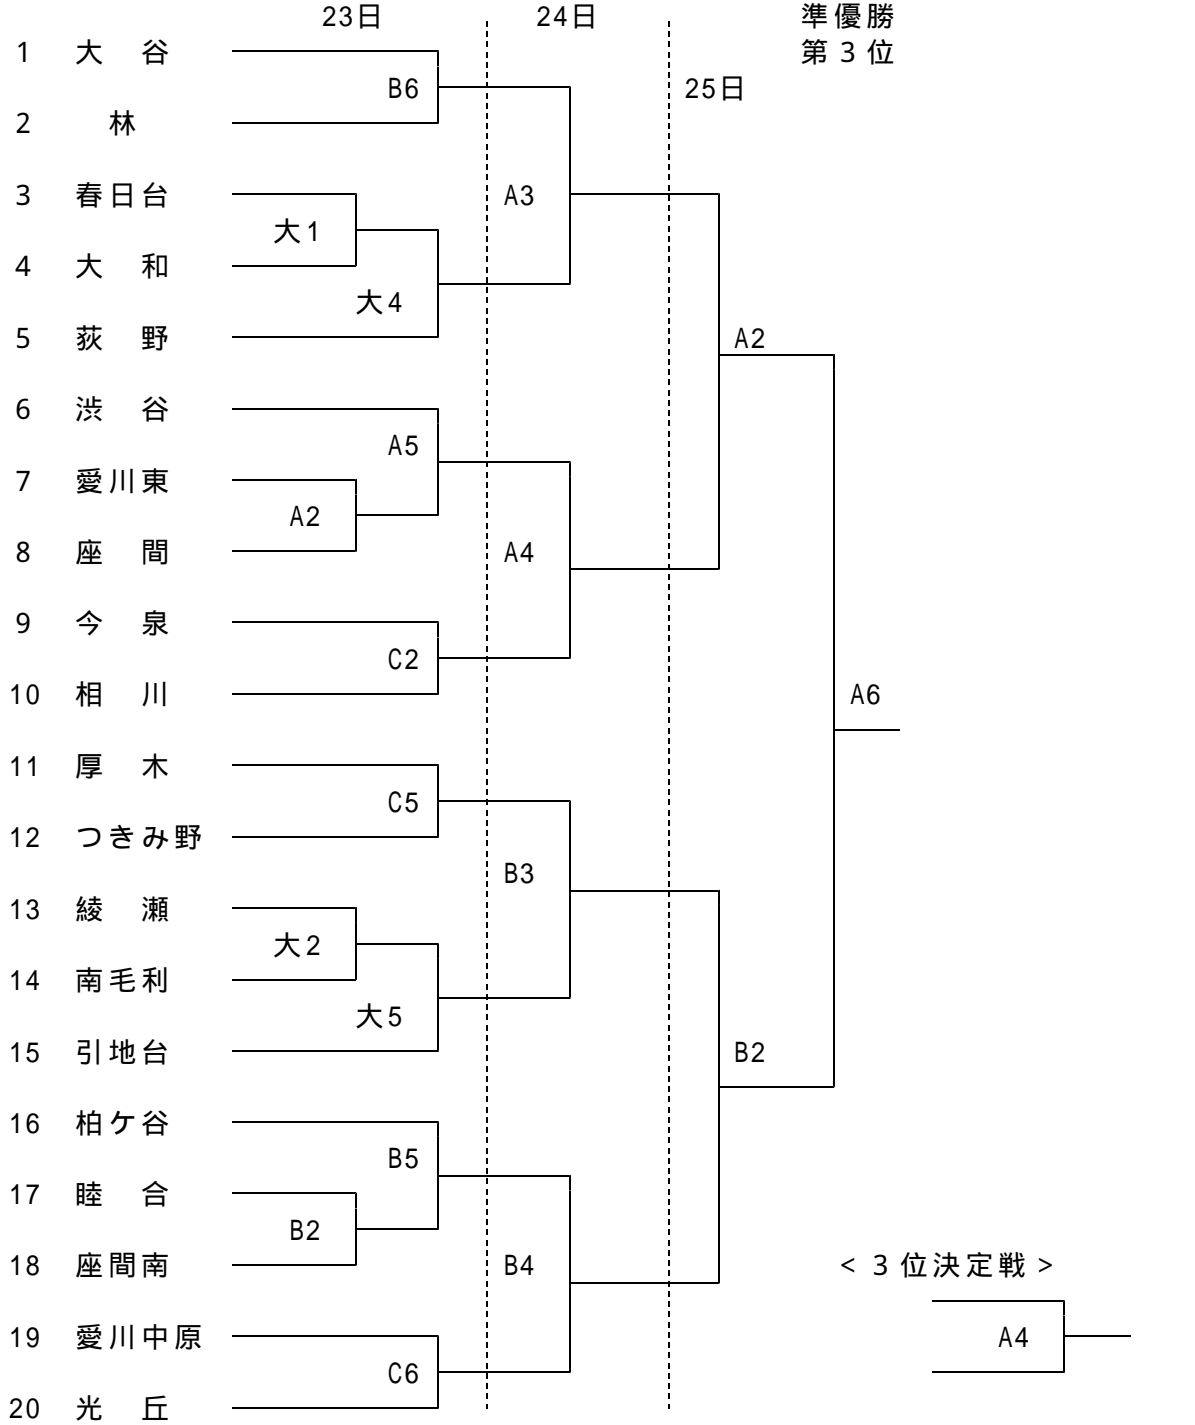 23日 24日 準優勝
1 大 谷 第3位
B6 25日
2 林
3 春日台 A3
大1
4 大 和
大4
5 荻 野 A2
6 渋 谷
A5
7 愛川東
A2
8 座 間 A4
9 今 泉
C2
10 相 川 A6
11 厚 木
C5
12 つきみ野
B3
13 綾 瀬
大2
14 南毛利
大5
15 引地台 B2
16 柏ケ谷
B5
17 睦 合
B2
18 座間南 B4 <3位決定戦>
19 愛川中原 A4
C6
20 光 丘